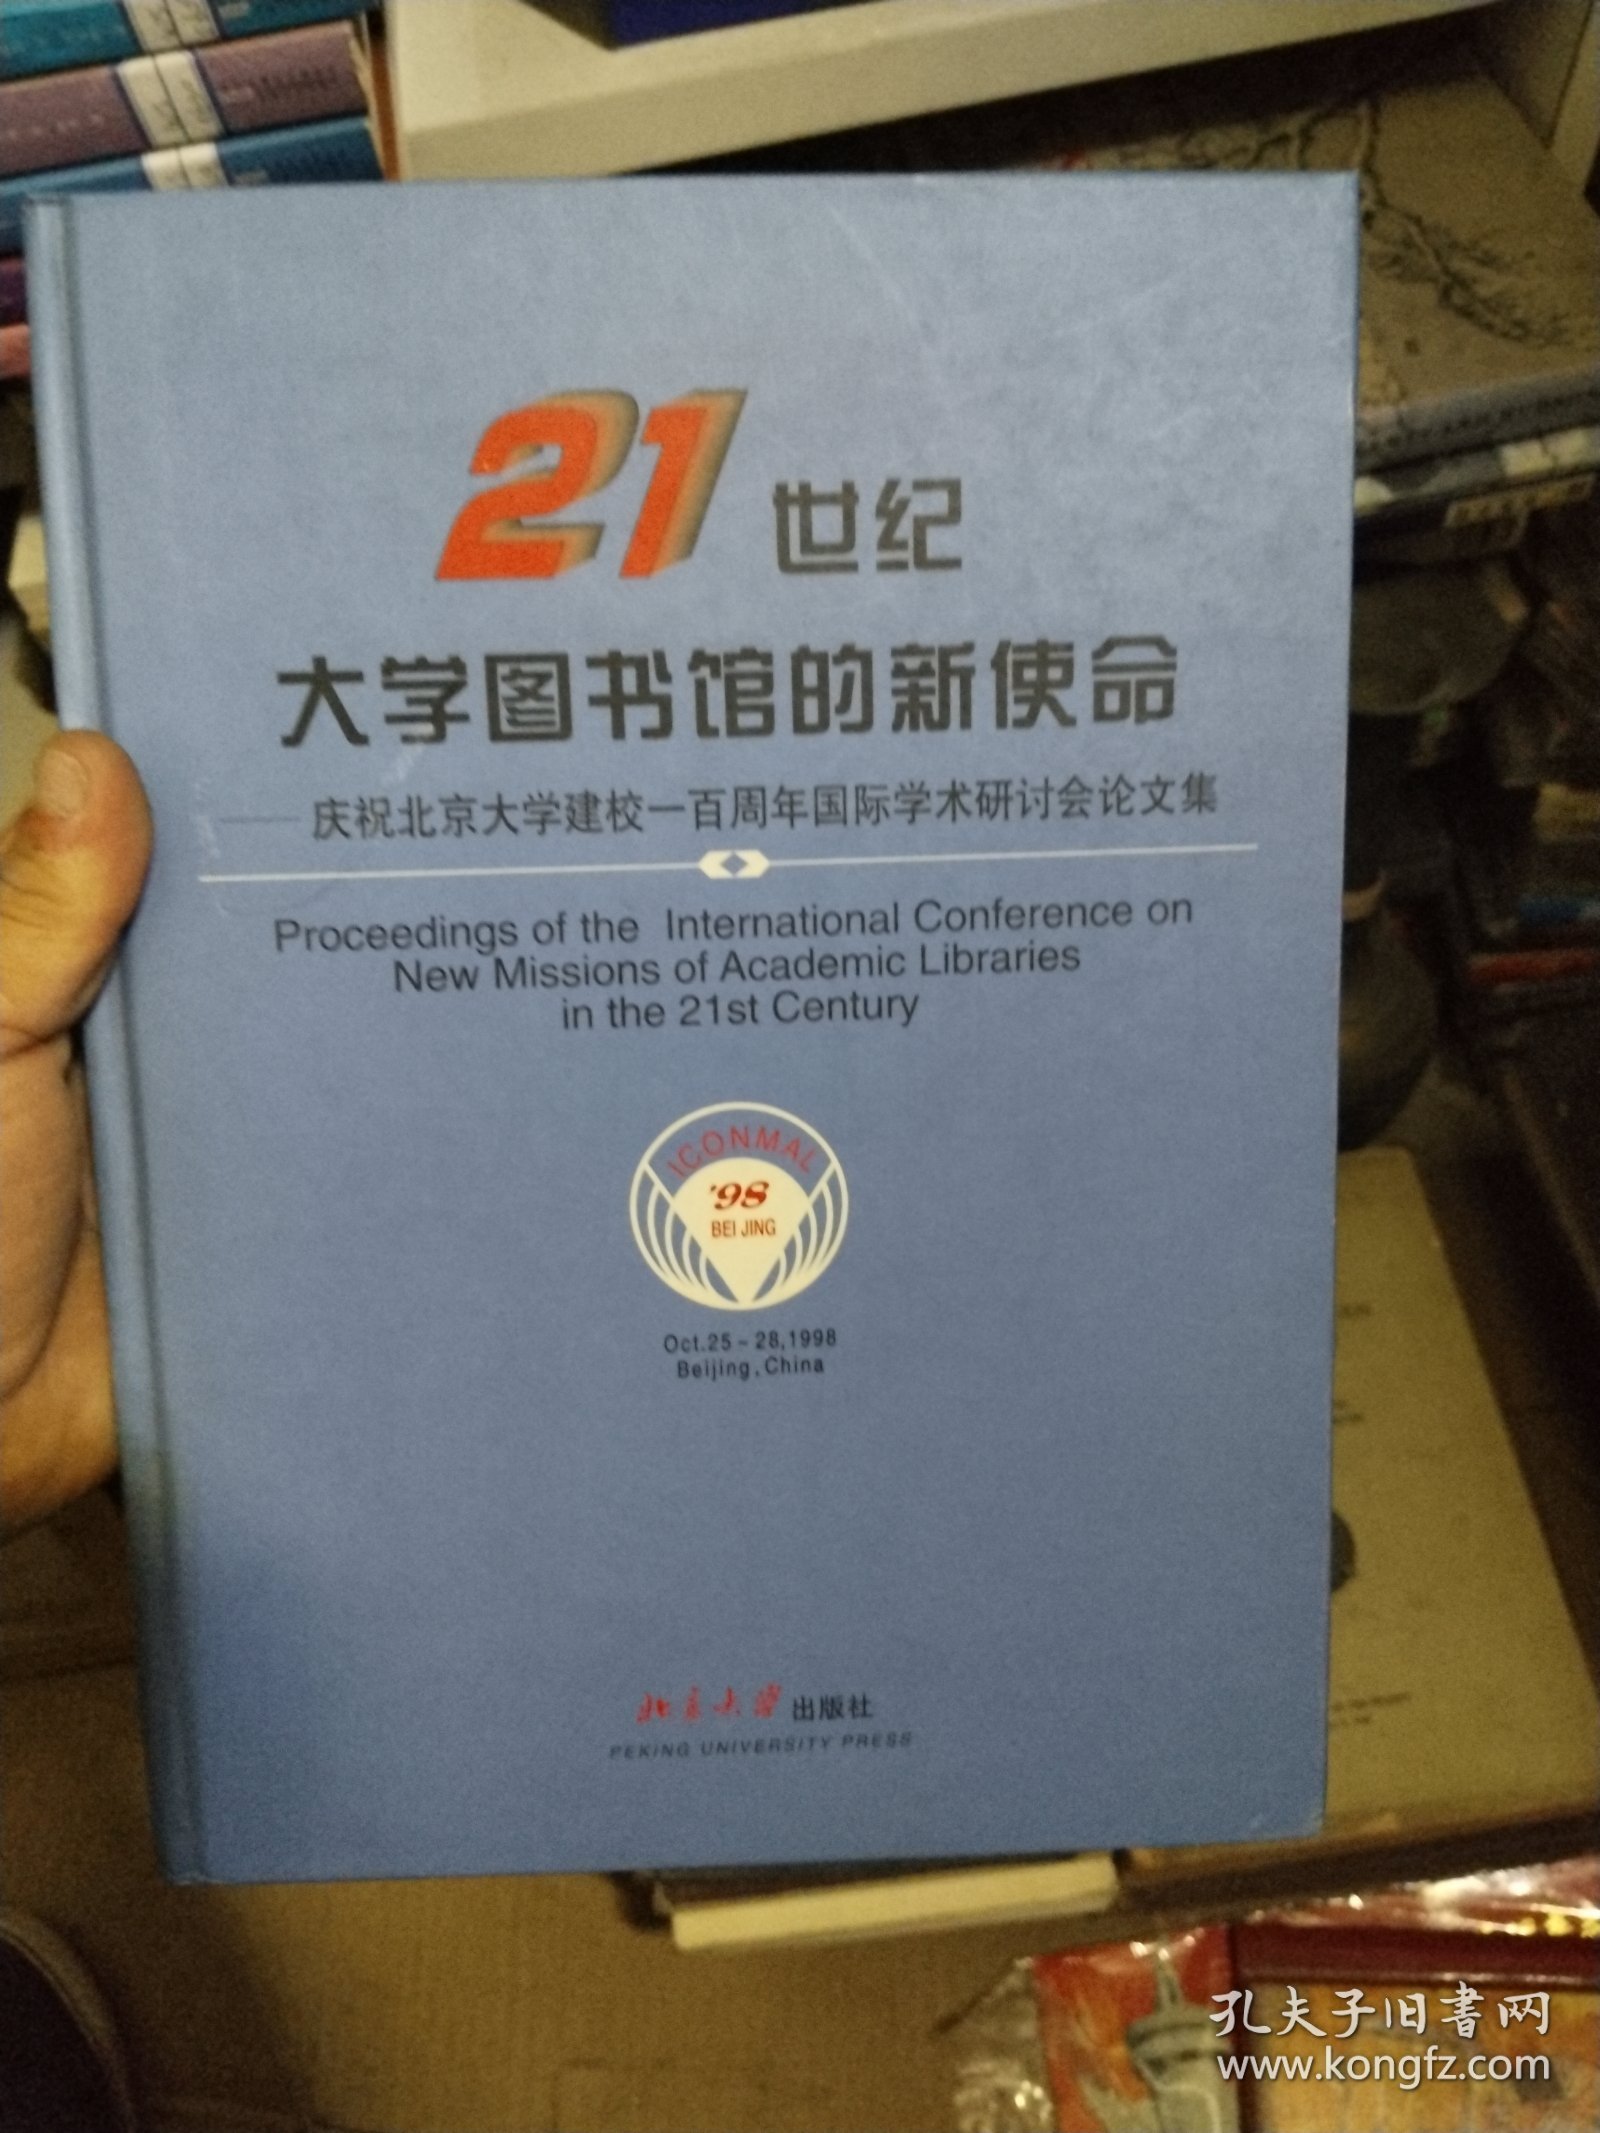 21世纪
大学图书馆的新使命
——庆祝北京大学建校一百周年国际学术研讨会论文集
Proceedings of the International Conference on
New Missions of Academic Libraries
in the 21st Century
ICONMAL
'98
BEI JING
Oct.25-28,1998
Beijing,China
北京大学出版社
PEKING UNIVERSITY PRESS
孔夫子旧書网
www.kongfz.com